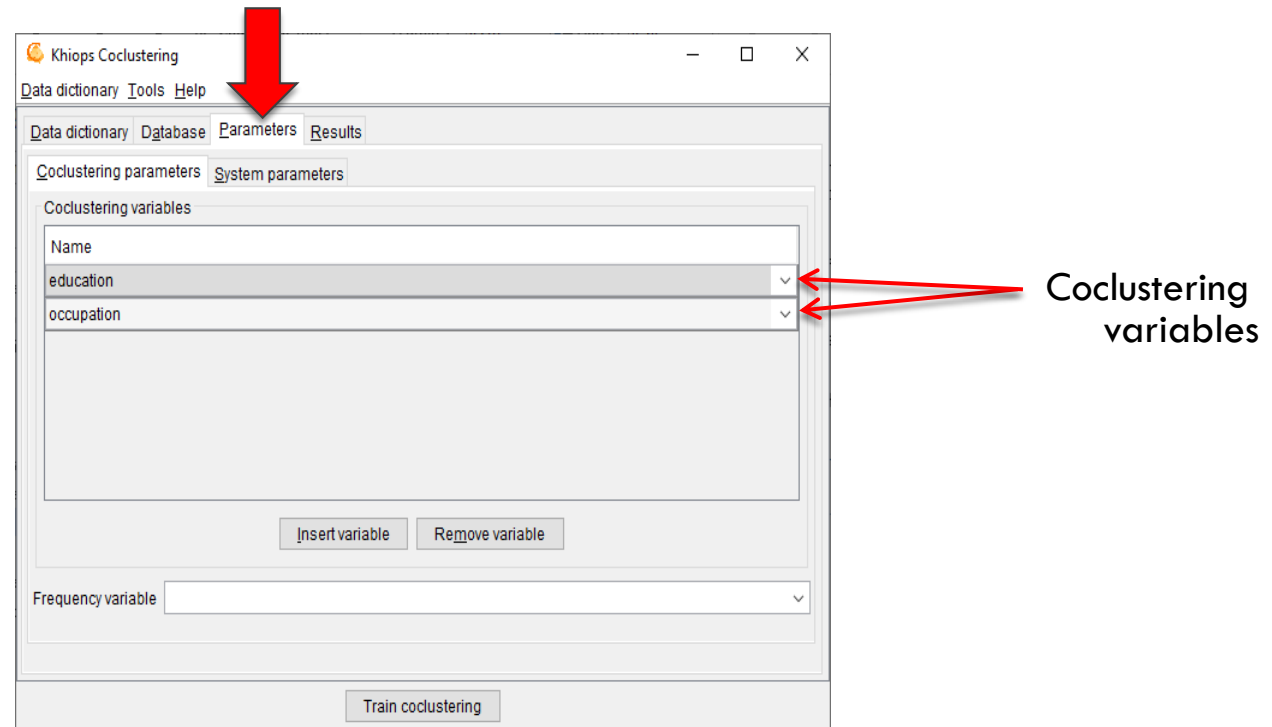 Khiops Coclustering
Data dictionary Tools Help
Data dictionary Database Parameters Results
Coclustering parameters System parameters
Coclustering variables
Name
education
occupation
Coclustering
variables
Insert variable Remove variable
Frequency variable
Train coclustering